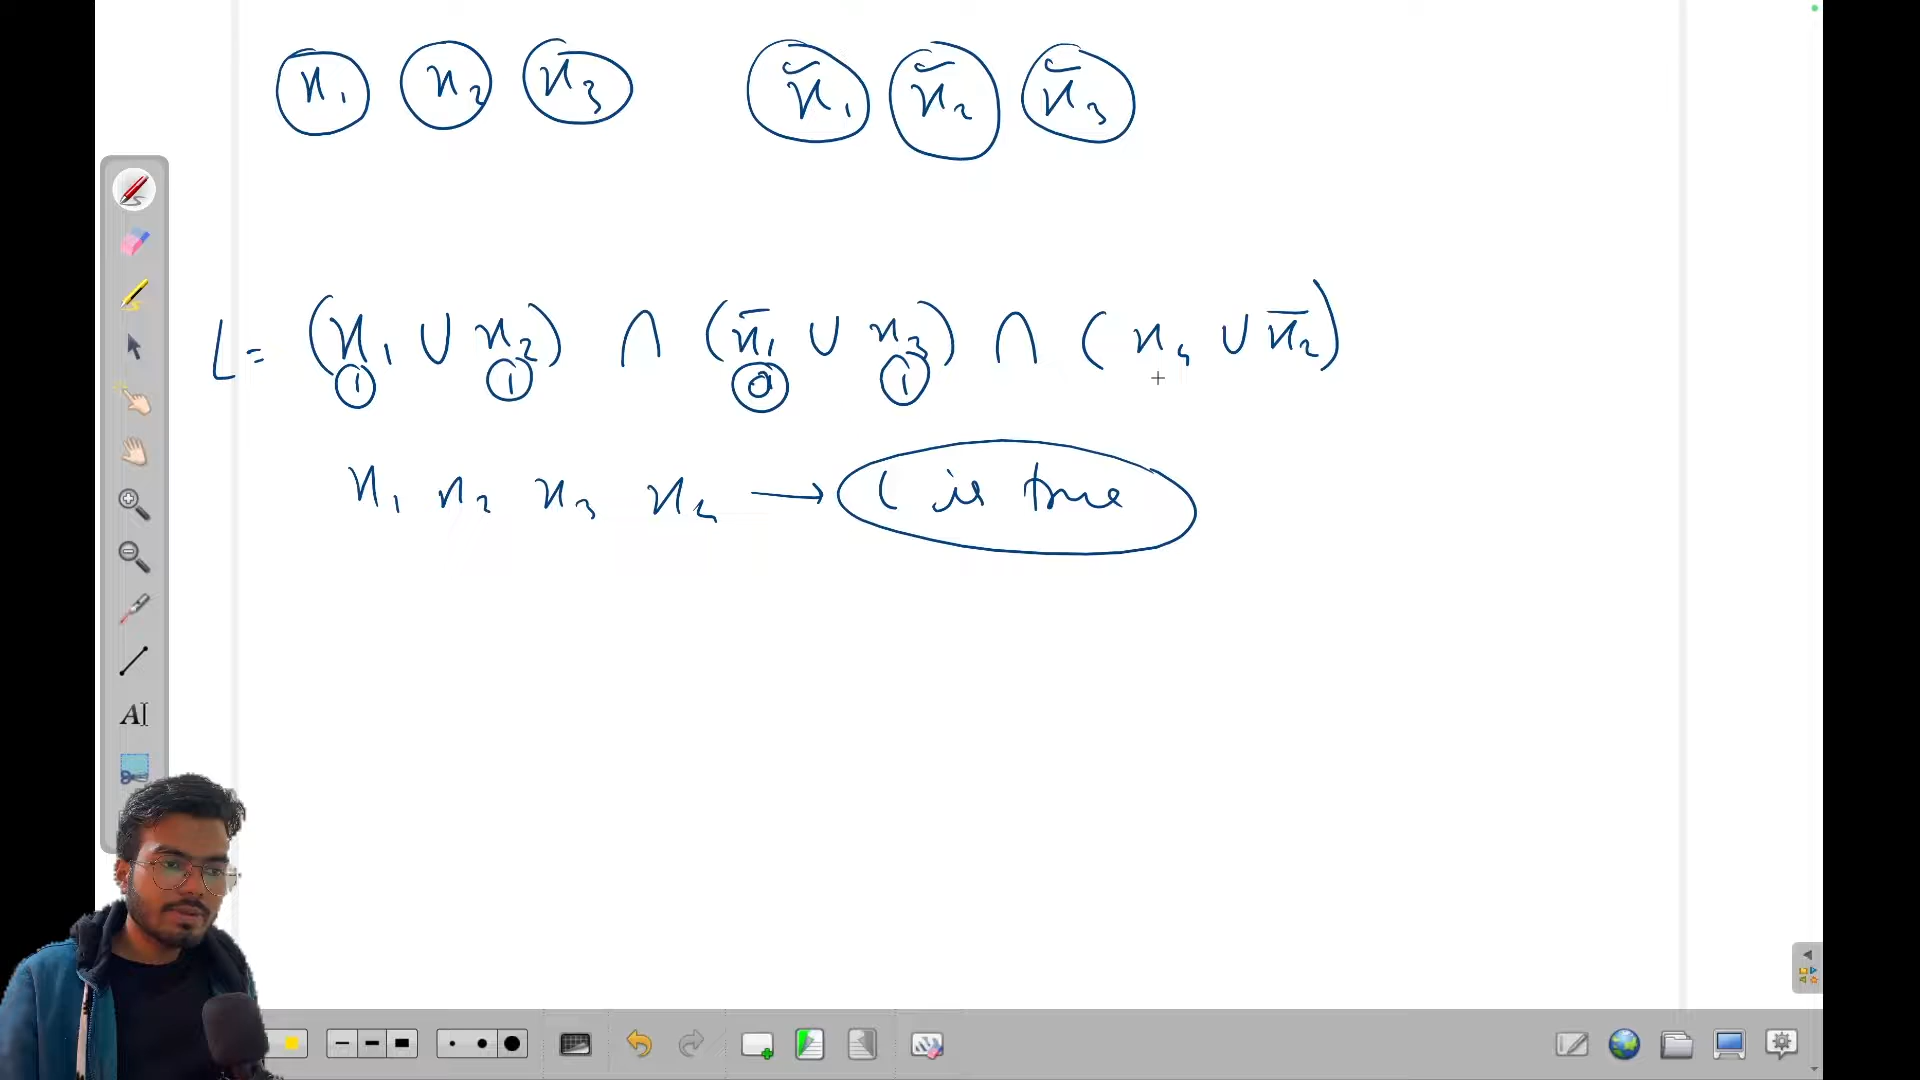 x₁ x₂ x₃ x̄₁ x̄₂ x̄₃
L = (x₁ ∪ x₂) ∩ (x̄₁ ∪ x₃) ∩ (x₄ ∪ x̄₂)
1 1 0 1
x₁ x₂ x₃ x₄ → L is true
A